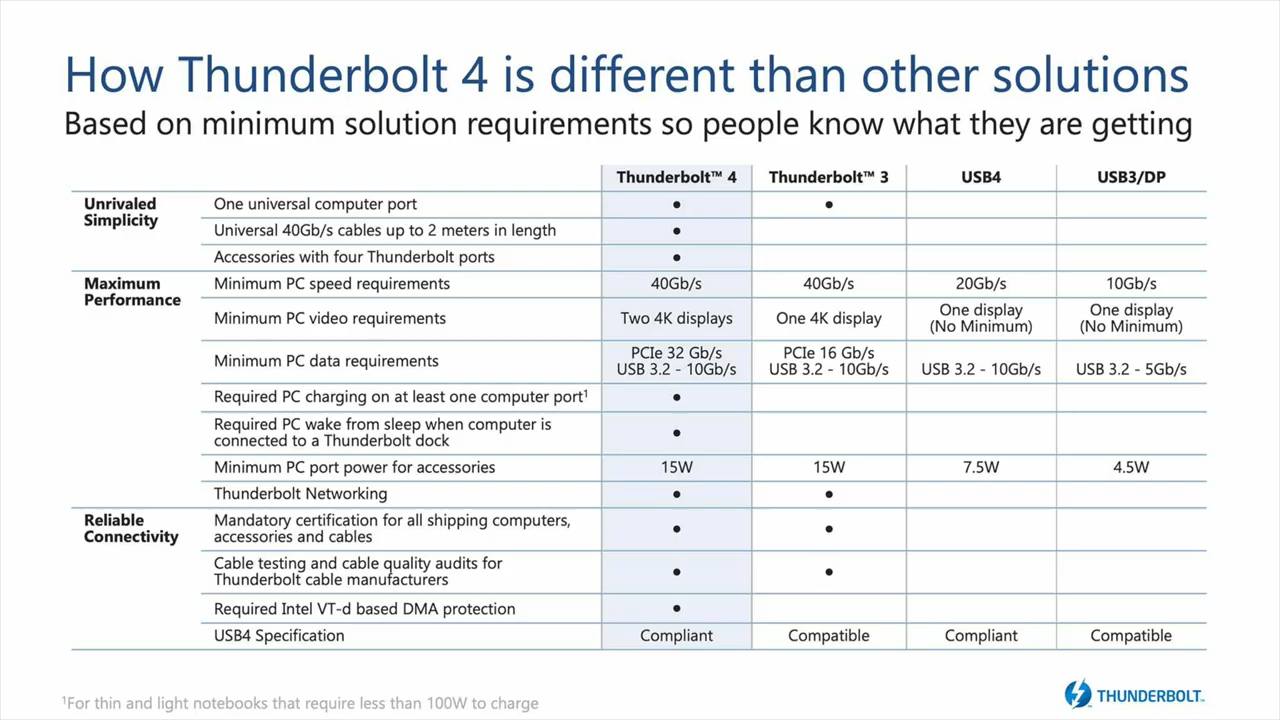 How Thunderbolt 4 is different than other solutions
Based on minimum solution requirements so people know what they are getting
Thunderbolt™ 4 Thunderbolt™ 3 USB4 USB3/DP
Unrivaled Simplicity
One universal computer port ● ●
Universal 40Gb/s cables up to 2 meters in length ●
Accessories with four Thunderbolt ports ●
Maximum Performance
Minimum PC speed requirements 40Gb/s 40Gb/s 20Gb/s 10Gb/s
Minimum PC video requirements Two 4K displays One 4K display One display (No Minimum) One display (No Minimum)
Minimum PC data requirements PCIe 32 Gb/s USB 3.2 - 10Gb/s PCIe 16 Gb/s USB 3.2 - 10Gb/s USB 3.2 - 10Gb/s USB 3.2 - 5Gb/s
Required PC charging on at least one computer port¹ ●
Required PC wake from sleep when computer is connected to a Thunderbolt dock ●
Minimum PC port power for accessories 15W 15W 7.5W 4.5W
Thunderbolt Networking ● ●
Reliable Connectivity
Mandatory certification for all shipping computers, accessories and cables ● ●
Cable testing and cable quality audits for Thunderbolt cable manufacturers ● ●
Required Intel VT-d based DMA protection ●
USB4 Specification Compliant Compatible Compliant Compatible
¹For thin and light notebooks that require less than 100W to charge
THUNDERBOLT™